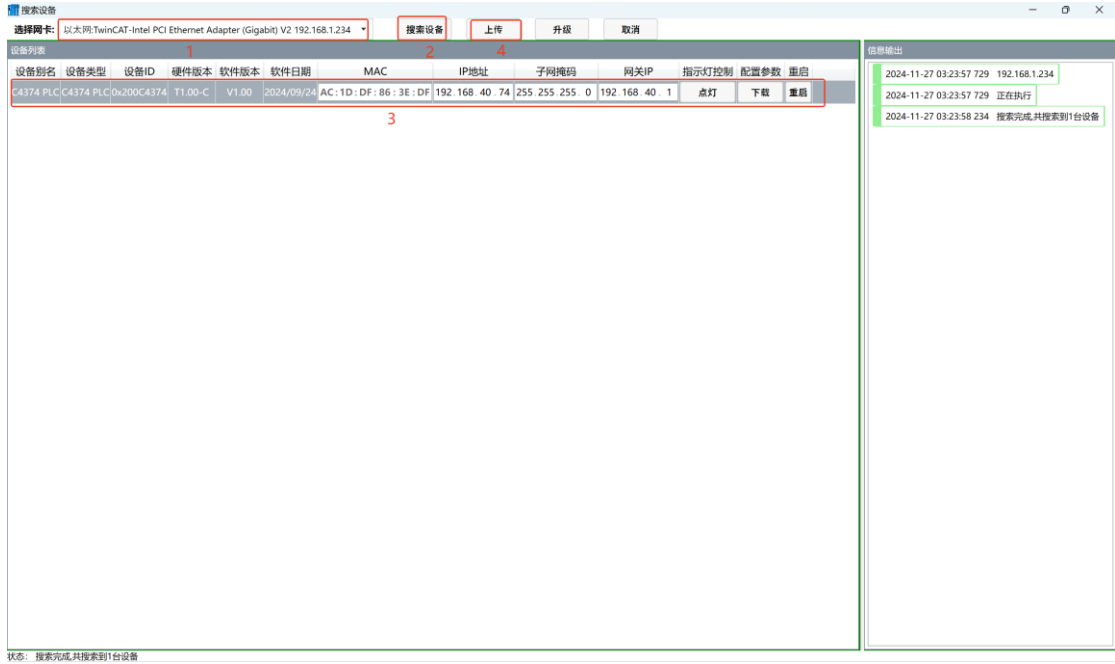 搜索设备
选择网卡: 以太网:TwinCAT-Intel PCI Ethernet Adapter (Gigabit) V2 192.168.1.234 搜索设备 上传 升级 取消
1 2 4
设备列表
设备别名 设备类型 设备ID 硬件版本 软件版本 软件日期 MAC IP地址 子网掩码 网关IP 指示灯控制 配置参数 重启
C4374 PLC C4374 PLC 0x200C4374 T1.00-C V1.00 2024/09/24 AC : 1D : DF : 86 : 3E : DF 192 . 168 . 40 . 74 255 . 255 . 255 . 0 192 . 168 . 40 . 1 点灯 下载 重启
3
信息输出
2024-11-27 03:23:57 729 192.168.1.234
2024-11-27 03:23:57 729 正在执行
2024-11-27 03:23:58 234 搜索完成,共搜索到1台设备
状态: 搜索完成,共搜索到1台设备